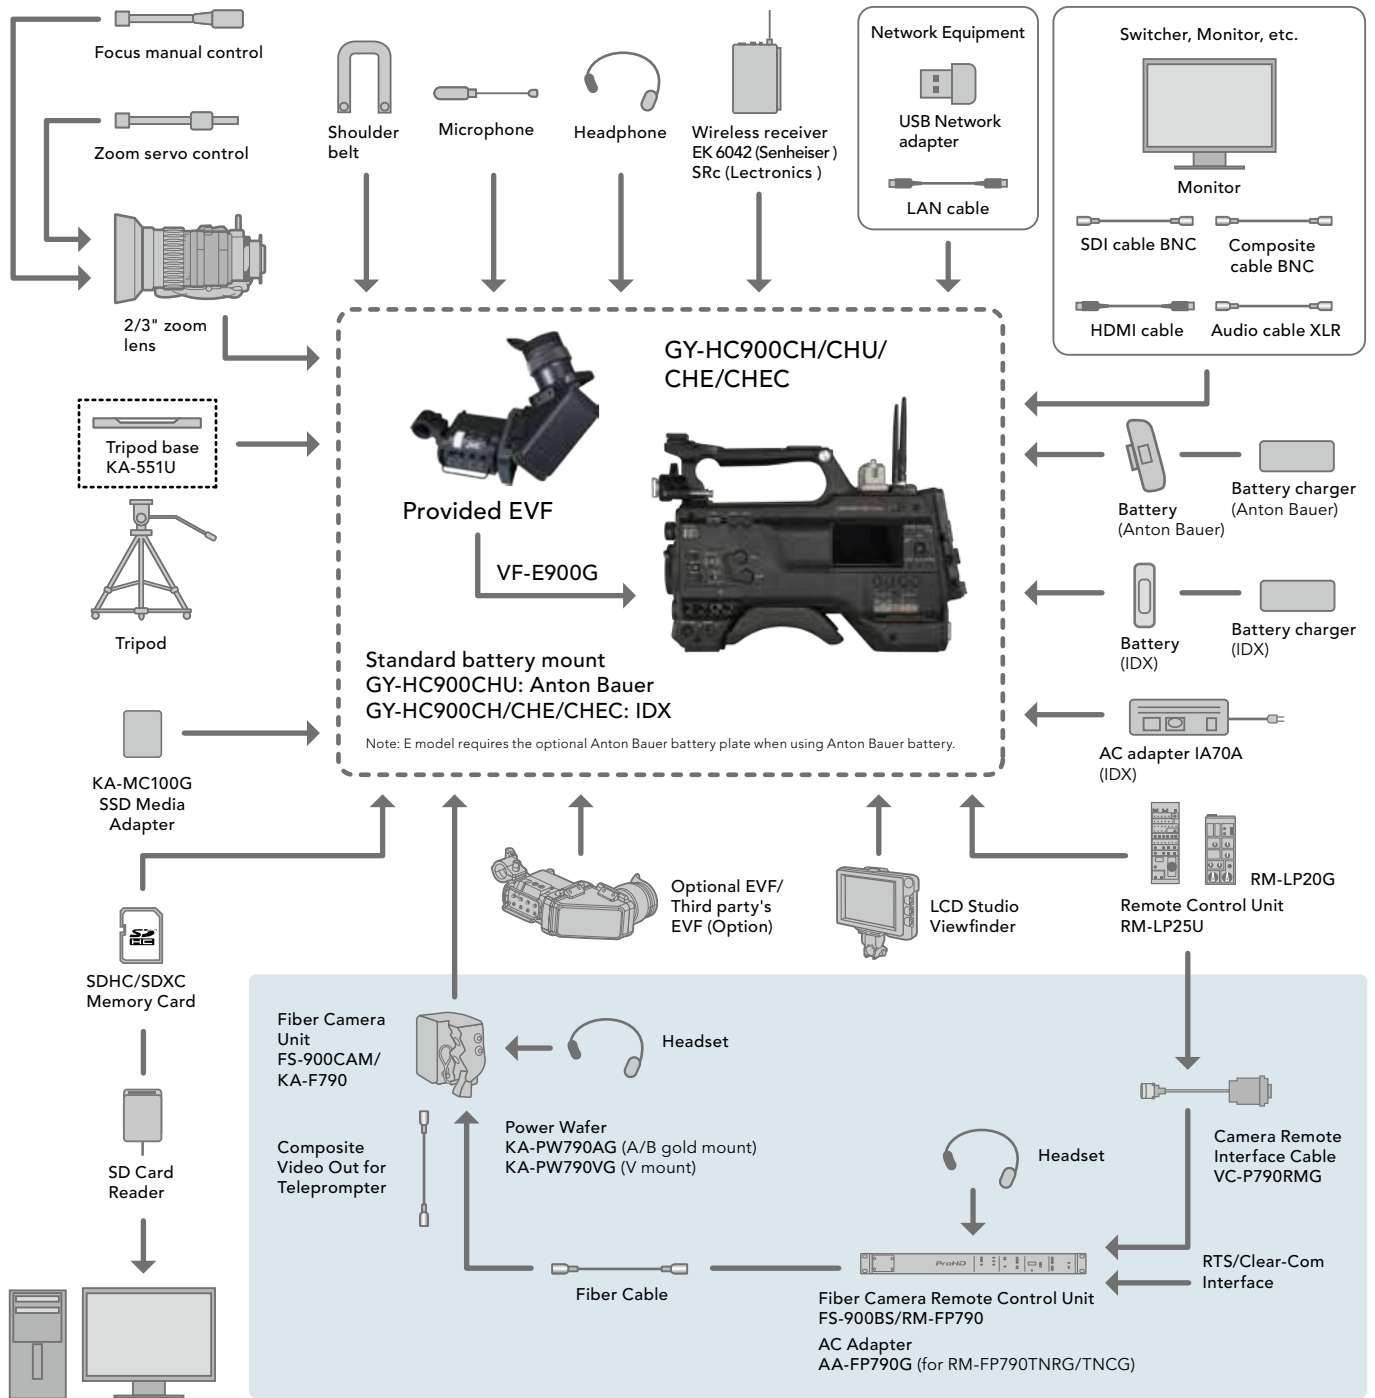 Focus manual control
Zoom servo control
2/3" zoom
lens
Shoulder
belt
Microphone
Headphone
Wireless receiver
EK 6042 (Senheiser )
SRc (Lectronics )
Network Equipment
USB Network
adapter
LAN cable
Switcher, Monitor, etc.
Monitor
SDI cable BNC
Composite
cable BNC
HDMI cable
Audio cable XLR
Tripod base
KA-551U
Tripod
GY-HC900CH/CHU/
CHE/CHEC
Provided EVF
VF-E900G
Standard battery mount
GY-HC900CHU: Anton Bauer
GY-HC900CH/CHE/CHEC: IDX
Note: E model requires the optional Anton Bauer battery plate when using Anton Bauer battery.
Battery
(Anton Bauer)
Battery charger
(Anton Bauer)
Battery
(IDX)
Battery charger
(IDX)
AC adapter IA70A
(IDX)
KA-MC100G
SSD Media
Adapter
SDHC/SDXC
Memory Card
SD Card
Reader
Optional EVF/
Third party's
EVF (Option)
LCD Studio
Viewfinder
RM-LP20G
Remote Control Unit
RM-LP25U
Fiber Camera
Unit
FS-900CAM/
KA-F790
Headset
Composite
Video Out for
Teleprompter
Power Wafer
KA-PW790AG (A/B gold mount)
KA-PW790VG (V mount)
Headset
Camera Remote
Interface Cable
VC-P790RMG
RTS/Clear-Com
Interface
Fiber Cable
ProHD
Fiber Camera Remote Control Unit
FS-900BS/RM-FP790
AC Adapter
AA-FP790G (for RM-FP790TNRG/TNCG)
SD
HC